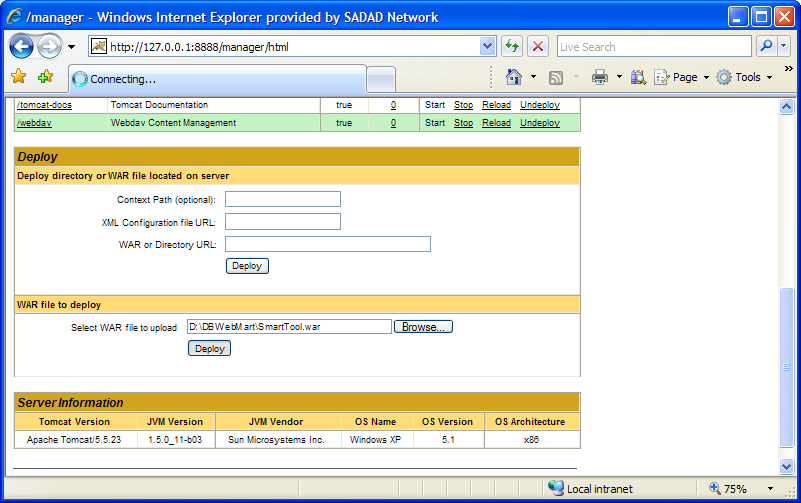 /manager - Windows Internet Explorer provided by SADAD Network
http://127.0.0.1:8888/manager/html
Live Search
Connecting...
Page
Tools
»
/tomcat-docs Tomcat Documentation true 0 Start Stop Reload Undeploy
/webdav Webdav Content Management true 0 Start Stop Reload Undeploy
Deploy
Deploy directory or WAR file located on server
Context Path (optional):
XML Configuration file URL:
WAR or Directory URL:
Deploy
WAR file to deploy
Select WAR file to upload D:\DBWebMart\SmartTool.war Browse...
Deploy
Server Information
Tomcat Version JVM Version JVM Vendor OS Name OS Version OS Architecture
Apache Tomcat/5.5.23 1.5.0_11-b03 Sun Microsystems Inc. Windows XP 5.1 x86
Local intranet
75%